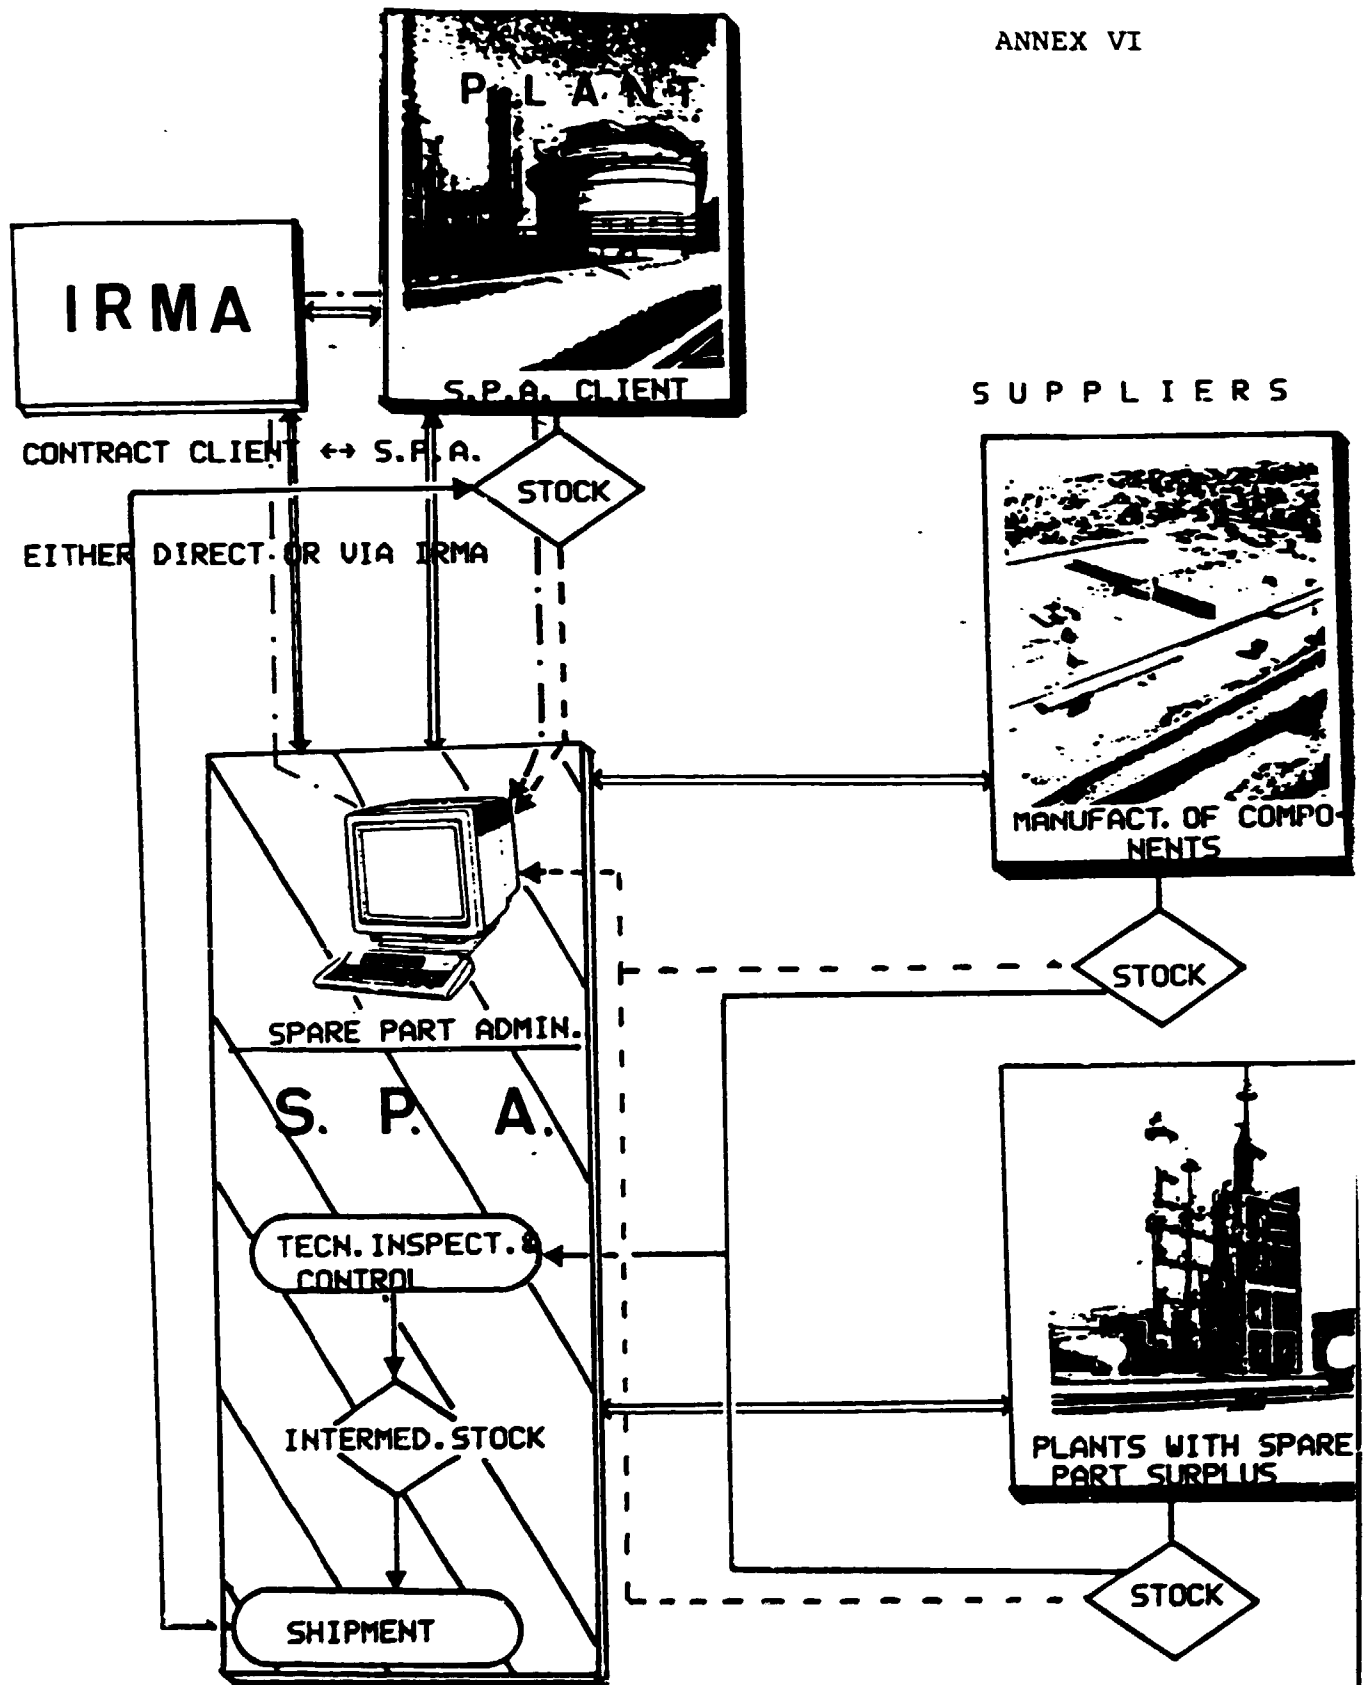 ANNEX VI
P L A N T
IRMA
S.P.A. CLIENT
SUPPLIERS
CONTRACT CLIENT ↔ S.P.A.
STOCK
EITHER DIRECT OR VIA IRMA
MANUFACT. OF COMPO-
NENTS
STOCK
SPARE PART ADMIN.
S. P. A.
TECN. INSPECT. &
CONTROL
INTERMED. STOCK
PLANTS WITH SPARE
PART SURPLUS
STOCK
SHIPMENT